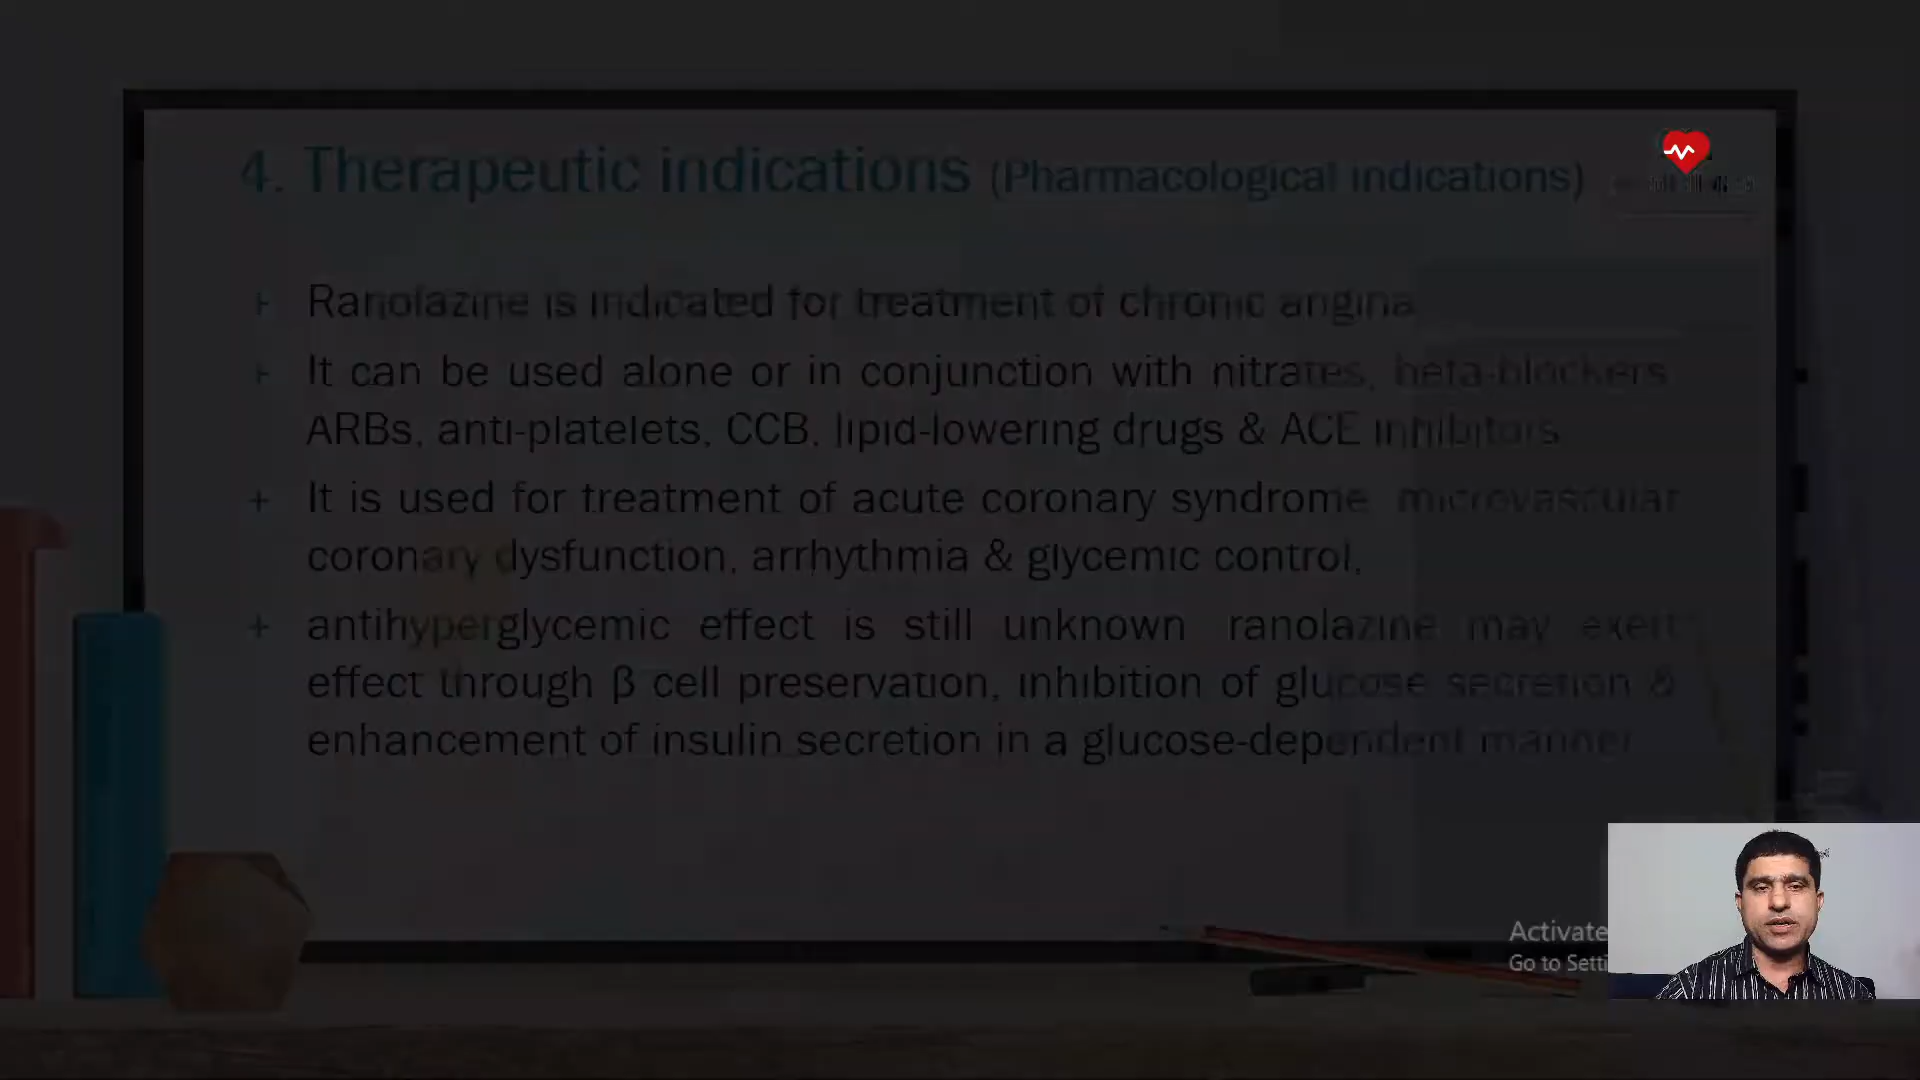 4. Therapeutic indications (Pharmacological indications)
+ Ranolazine is indicated for treatment of chronic angina.
+ It can be used alone or in conjunction with nitrates, beta-blockers
ARBs, anti-platelets, CCB, lipid-lowering drugs & ACE inhibitors
+ It is used for treatment of acute coronary syndrome microvascular
coronary dysfunction, arrhythmia & glycemic control,
+ antihyperglycemic effect is still unknown ranolazine may exert
effect through β cell preservation, inhibition of glucose secretion &
enhancement of insulin secretion in a glucose-dependent manner
Activate
Go to Setti